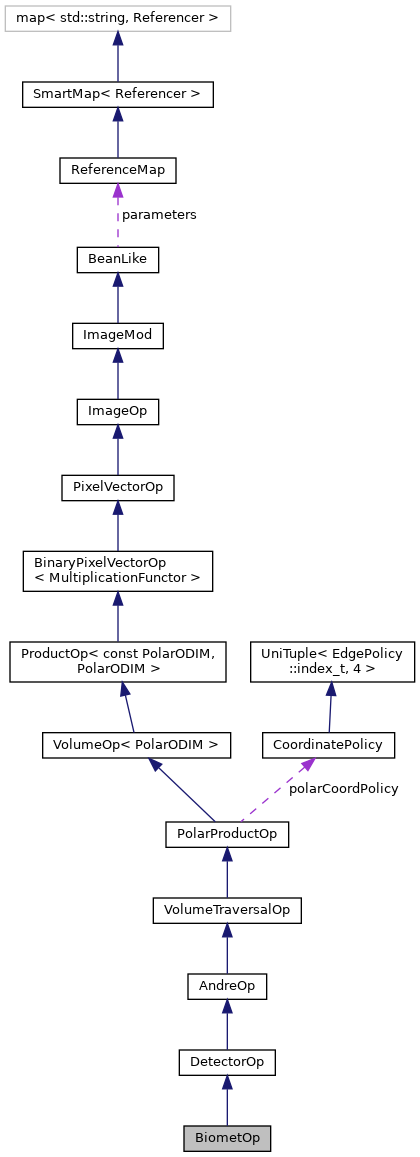 map< std::string, Referencer >
SmartMap< Referencer >
ReferenceMap
parameters
BeanLike
ImageMod
ImageOp
PixelVectorOp
BinaryPixelVectorOp
< MultiplicationFunctor >
ProductOp< const PolarODIM,
PolarODIM >
UniTuple< EdgePolicy
::index_t, 4 >
VolumeOp< PolarODIM >
CoordinatePolicy
polarCoordPolicy
PolarProductOp
VolumeTraversalOp
AndreOp
DetectorOp
BiometOp